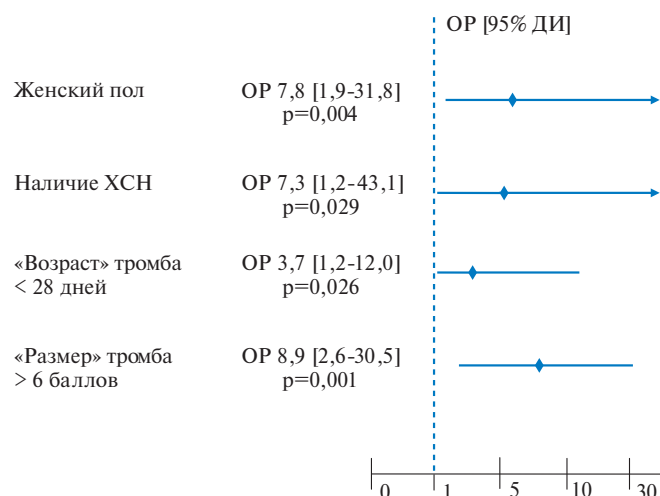 ОР [95% ДИ]
Женский пол ОР 7,8 [1,9-31,8]
p=0,004
Наличие ХСН ОР 7,3 [1,2-43,1]
p=0,029
«Возраст» тромба ОР 3,7 [1,2-12,0]
< 28 дней p=0,026
«Размер» тромба ОР 8,9 [2,6-30,5]
> 6 баллов p=0,001
0 1 5 10 30